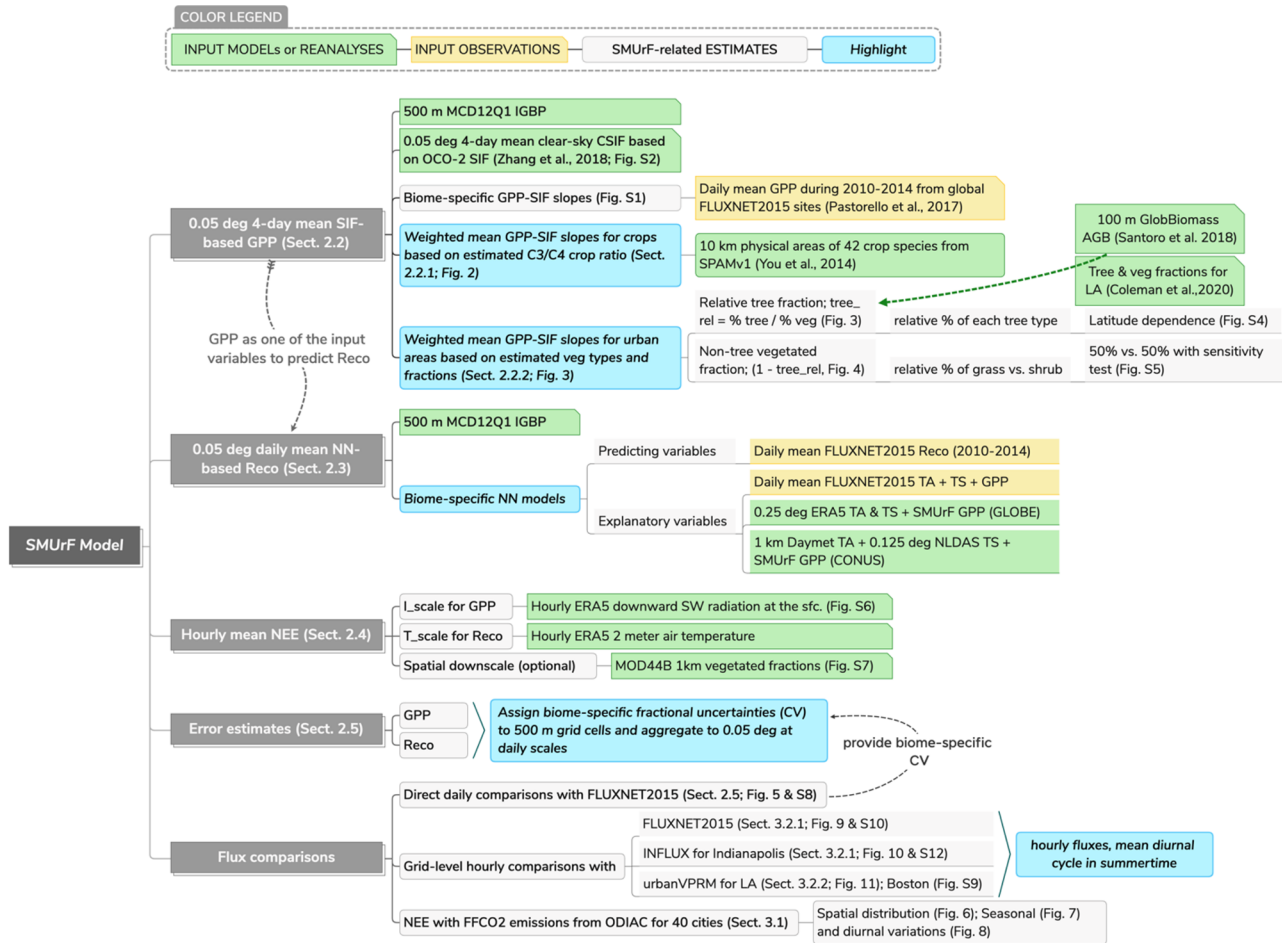 COLOR LEGEND
INPUT MODELs or REANALYSES
INPUT OBSERVATIONS
SMUrF-related ESTIMATES
Highlight
SMUrF Model
0.05 deg 4-day mean SIF-
based GPP (Sect. 2.2)
500 m MCD12Q1 IGBP
0.05 deg 4-day mean clear-sky CSIF based
on OCO-2 SIF (Zhang et al., 2018; Fig. S2)
Biome-specific GPP-SIF slopes (Fig. S1)
Daily mean GPP during 2010-2014 from global
FLUXNET2015 sites (Pastorello et al., 2017)
Weighted mean GPP-SIF slopes for crops
based on estimated C3/C4 crop ratio (Sect.
2.2.1; Fig. 2)
10 km physical areas of 42 crop species from
SPAMv1 (You et al., 2014)
100 m GlobBiomass
AGB (Santoro et al. 2018)
Tree & veg fractions for
LA (Coleman et al.,2020)
Weighted mean GPP-SIF slopes for urban
areas based on estimated veg types and
fractions (Sect. 2.2.2; Fig. 3)
Relative tree fraction; tree_
rel = % tree / % veg (Fig. 3)
relative % of each tree type
Latitude dependence (Fig. S4)
Non-tree vegetated
fraction; (1 - tree_rel, Fig. 4)
relative % of grass vs. shrub
50% vs. 50% with sensitivity
test (Fig. S5)
GPP as one of the input
variables to predict Reco
0.05 deg daily mean NN-
based Reco (Sect. 2.3)
500 m MCD12Q1 IGBP
Biome-specific NN models
Predicting variables
Daily mean FLUXNET2015 Reco (2010-2014)
Explanatory variables
Daily mean FLUXNET2015 TA + TS + GPP
0.25 deg ERA5 TA & TS + SMUrF GPP (GLOBE)
1 km Daymet TA + 0.125 deg NLDAS TS +
SMUrF GPP (CONUS)
Hourly mean NEE (Sect. 2.4)
I_scale for GPP
Hourly ERA5 downward SW radiation at the sfc. (Fig. S6)
T_scale for Reco
Hourly ERA5 2 meter air temperature
Spatial downscale (optional)
MOD44B 1km vegetated fractions (Fig. S7)
Error estimates (Sect. 2.5)
GPP
Reco
Assign biome-specific fractional uncertainties (CV)
to 500 m grid cells and aggregate to 0.05 deg at
daily scales
provide biome-specific
CV
Flux comparisons
Direct daily comparisons with FLUXNET2015 (Sect. 2.5; Fig. 5 & S8)
Grid-level hourly comparisons with
FLUXNET2015 (Sect. 3.2.1; Fig. 9 & S10)
INFLUX for Indianapolis (Sect. 3.2.1; Fig. 10 & S12)
urbanVPRM for LA (Sect. 3.2.2; Fig. 11); Boston (Fig. S9)
hourly fluxes, mean diurnal
cycle in summertime
NEE with FFCO2 emissions from ODIAC for 40 cities (Sect. 3.1)
Spatial distribution (Fig. 6); Seasonal (Fig. 7)
and diurnal variations (Fig. 8)